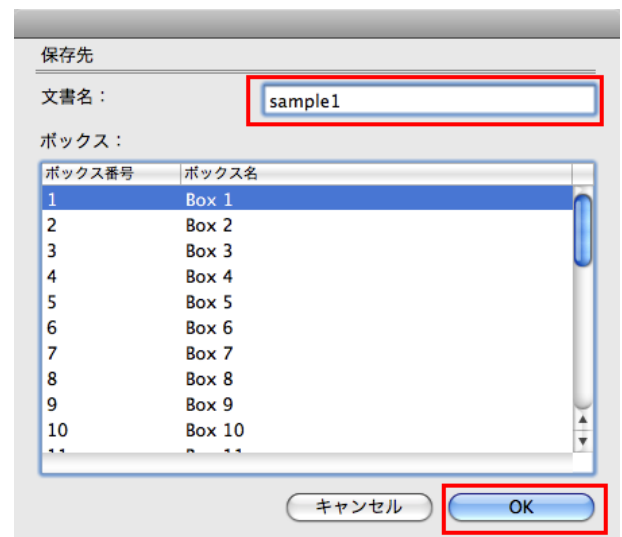 保存先
文書名： sample1
ボックス：
ボックス番号 ボックス名
1 Box 1
2 Box 2
3 Box 3
4 Box 4
5 Box 5
6 Box 6
7 Box 7
8 Box 8
9 Box 9
10 Box 10
キャンセル OK